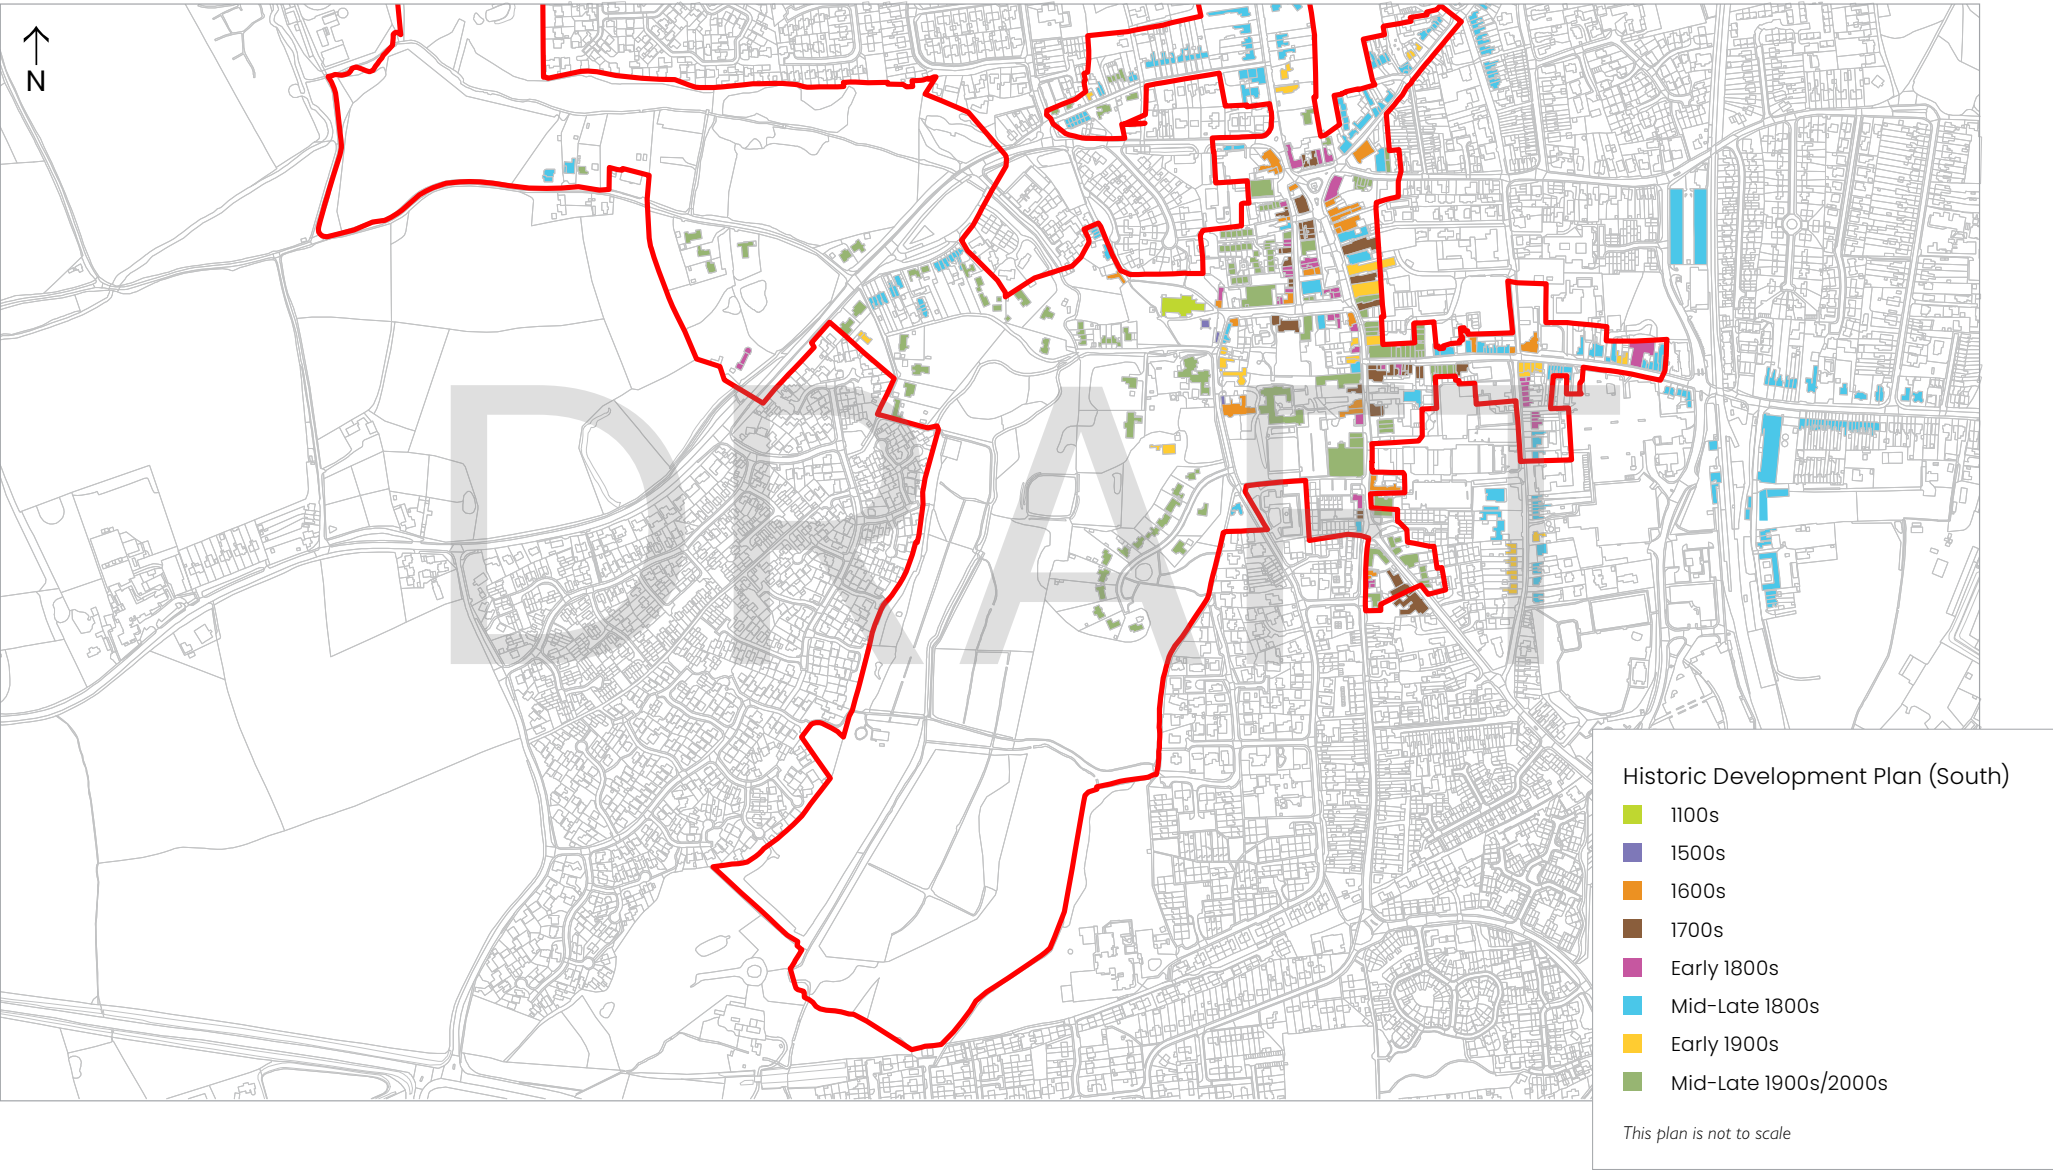 N
DRAFT
Historic Development Plan (South)
1100s
1500s
1600s
1700s
Early 1800s
Mid-Late 1800s
Early 1900s
Mid-Late 1900s/2000s
This plan is not to scale